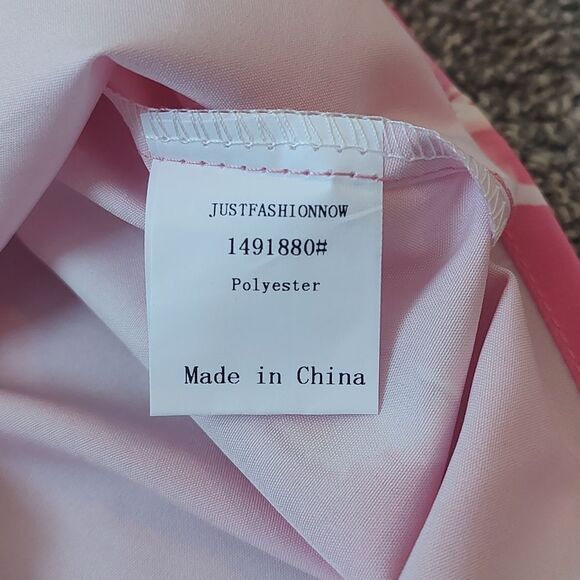 JUSTFASHIONNOW
1491880#
Polyester
Made in China